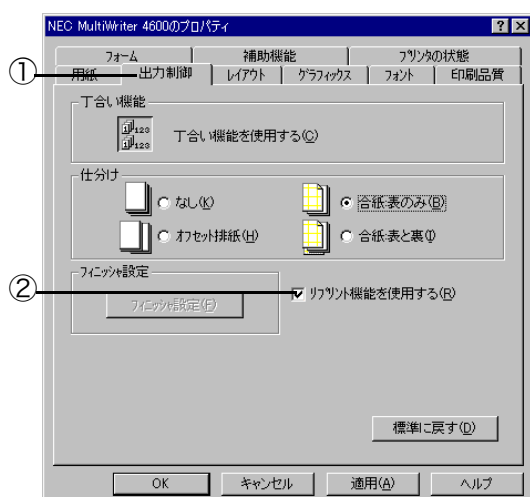 NEC MultiWriter 4600のプロパティ
フォーム 補助機能 プリンタの状態
① 用紙 出力制御 レイアウト グラフィックス フォント 印刷品質
丁合い機能
丁合い機能を使用する(C)
仕分け
なし(K) 合紙:表のみ(B)
オフセット排紙(H) 合紙:表と裏(I)
フィニッシャ設定
② フィニッシャ設定(F) リプリント機能を使用する(R)
標準に戻す(D)
OK キャンセル 適用(A) ヘルプ